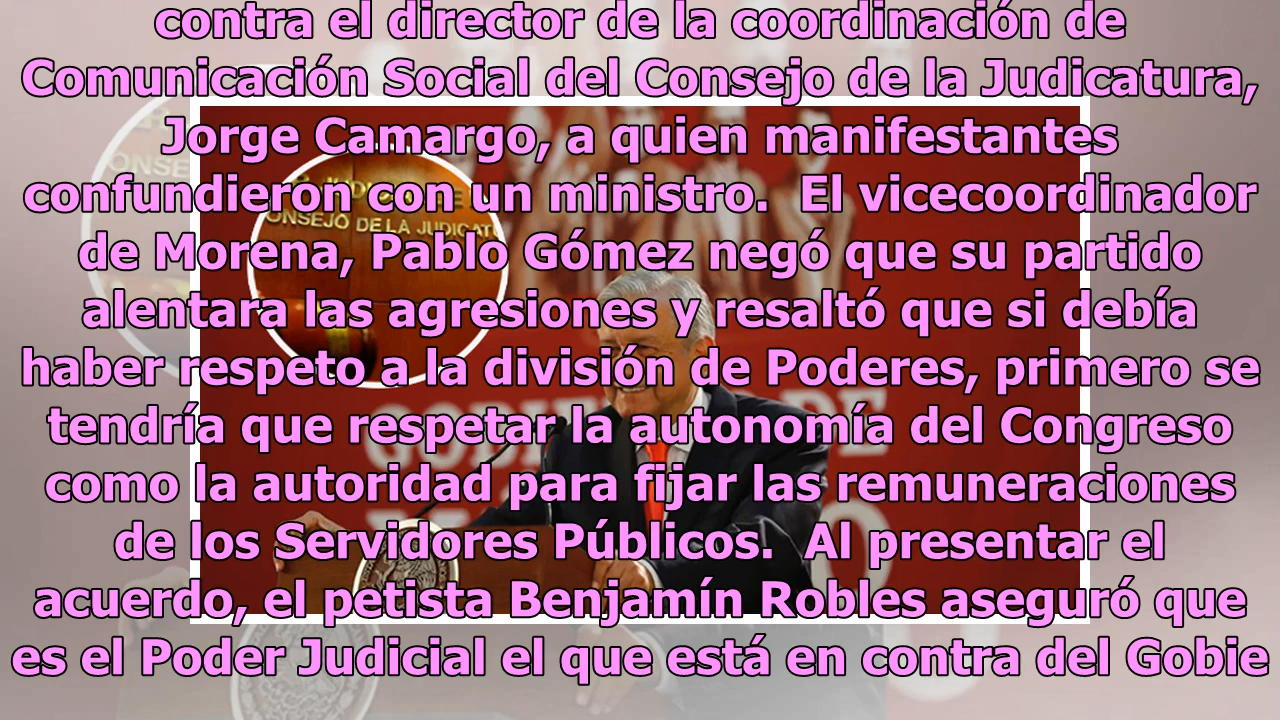 contra el director de la coordinación de
Comunicación Social del Consejo de la Judicatura,
Jorge Camargo, a quien manifestantes
confundieron con un ministro.  El vicecoordinador
de Morena, Pablo Gómez negó que su partido
alentara las agresiones y resaltó que si debía
haber respeto a la división de Poderes, primero se
tendría que respetar la autonomía del Congreso
como la autoridad para fijar las remuneraciones
de los Servidores Públicos.  Al presentar el
acuerdo, el petista Benjamín Robles aseguró que
es el Poder Judicial el que está en contra del Gobie
ONSEJO DE LA JUDICATU